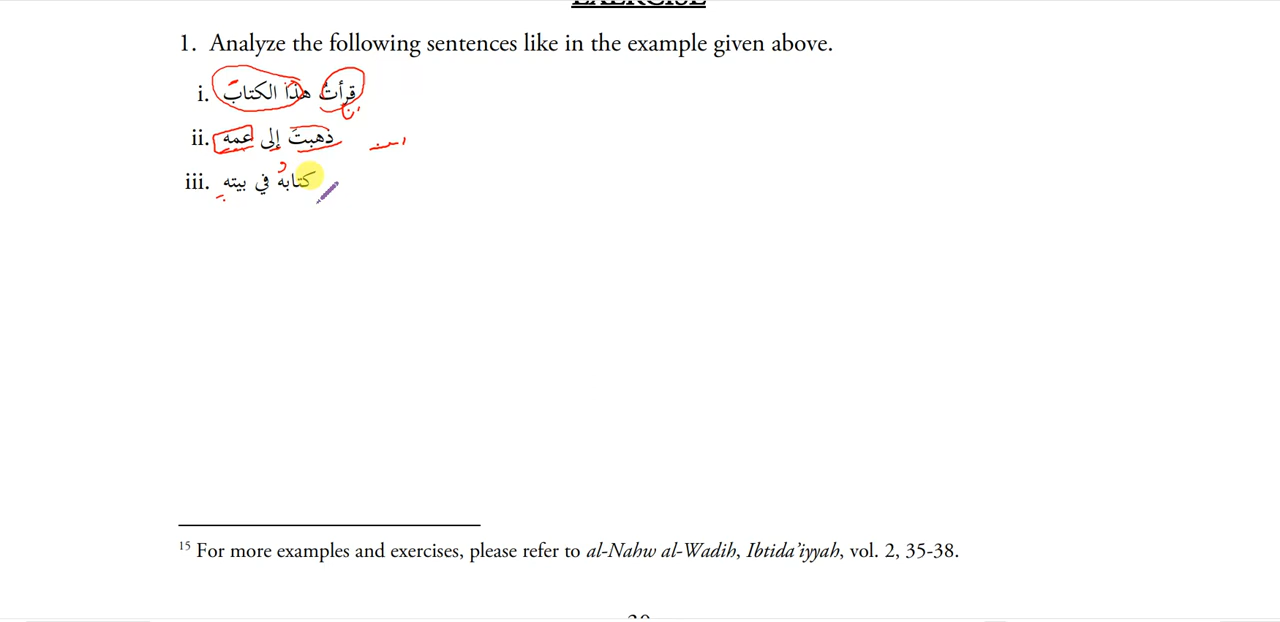 EXERCISE
1. Analyze the following sentences like in the example given above.
i. قرأتُ هذا الكتابَ
ii. ذهبتَ إلى عمهِ
iii. كتابهُ في بيته
15 For more examples and exercises, please refer to al-Nahw al-Wadih, Ibtida’iyyah, vol. 2, 35-38.